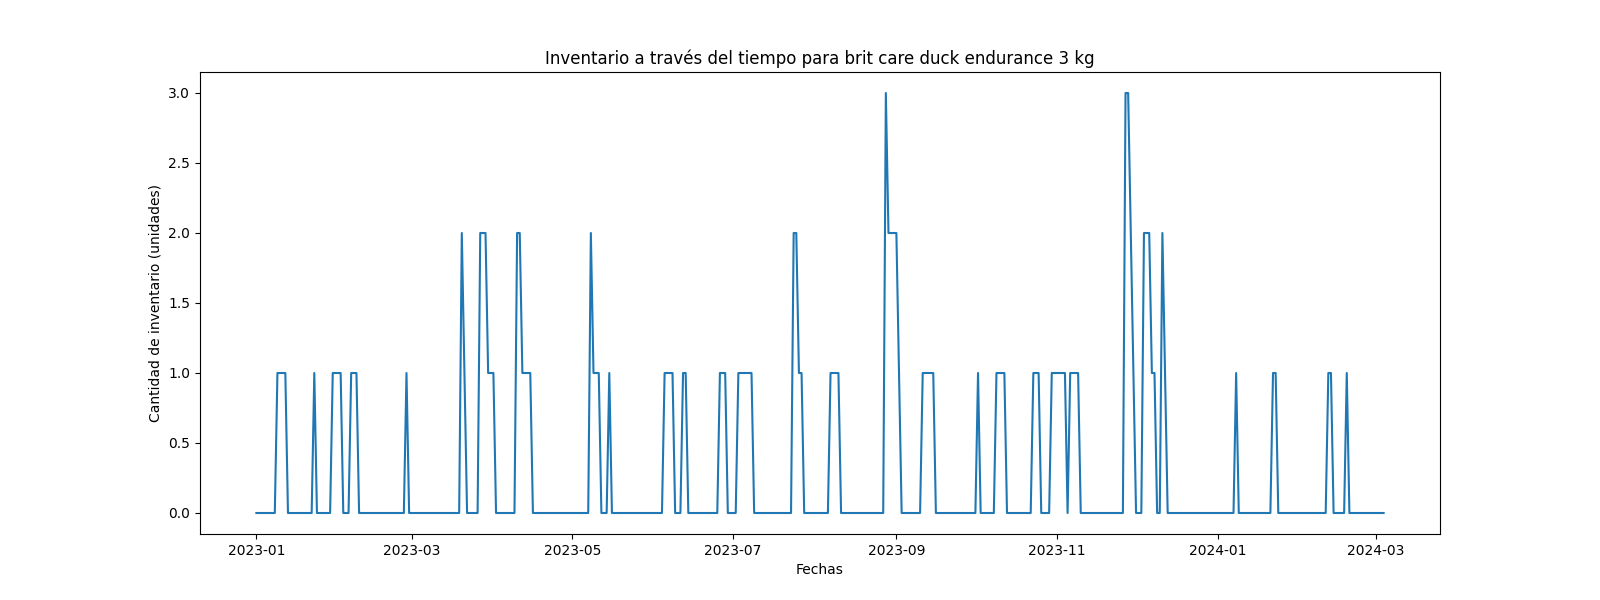 Inventario a través del tiempo para brit care duck endurance 3 kg
Cantidad de inventario (unidades)
3.0
2.5
2.0
1.5
1.0
0.5
0.0
2023-01 2023-03 2023-05 2023-07 2023-09 2023-11 2024-01 2024-03
Fechas